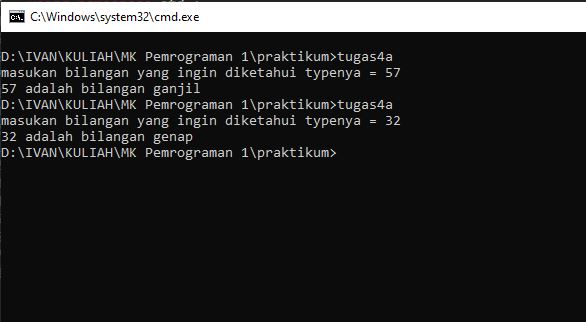 C:\Windows\system32\cmd.exe
D:\IVAN\KULIAH\MK Pemrograman 1\praktikum>tugas4a
masukan bilangan yang ingin diketahui typenya = 57
57 adalah bilangan ganjil
D:\IVAN\KULIAH\MK Pemrograman 1\praktikum>tugas4a
masukan bilangan yang ingin diketahui typenya = 32
32 adalah bilangan genap
D:\IVAN\KULIAH\MK Pemrograman 1\praktikum>